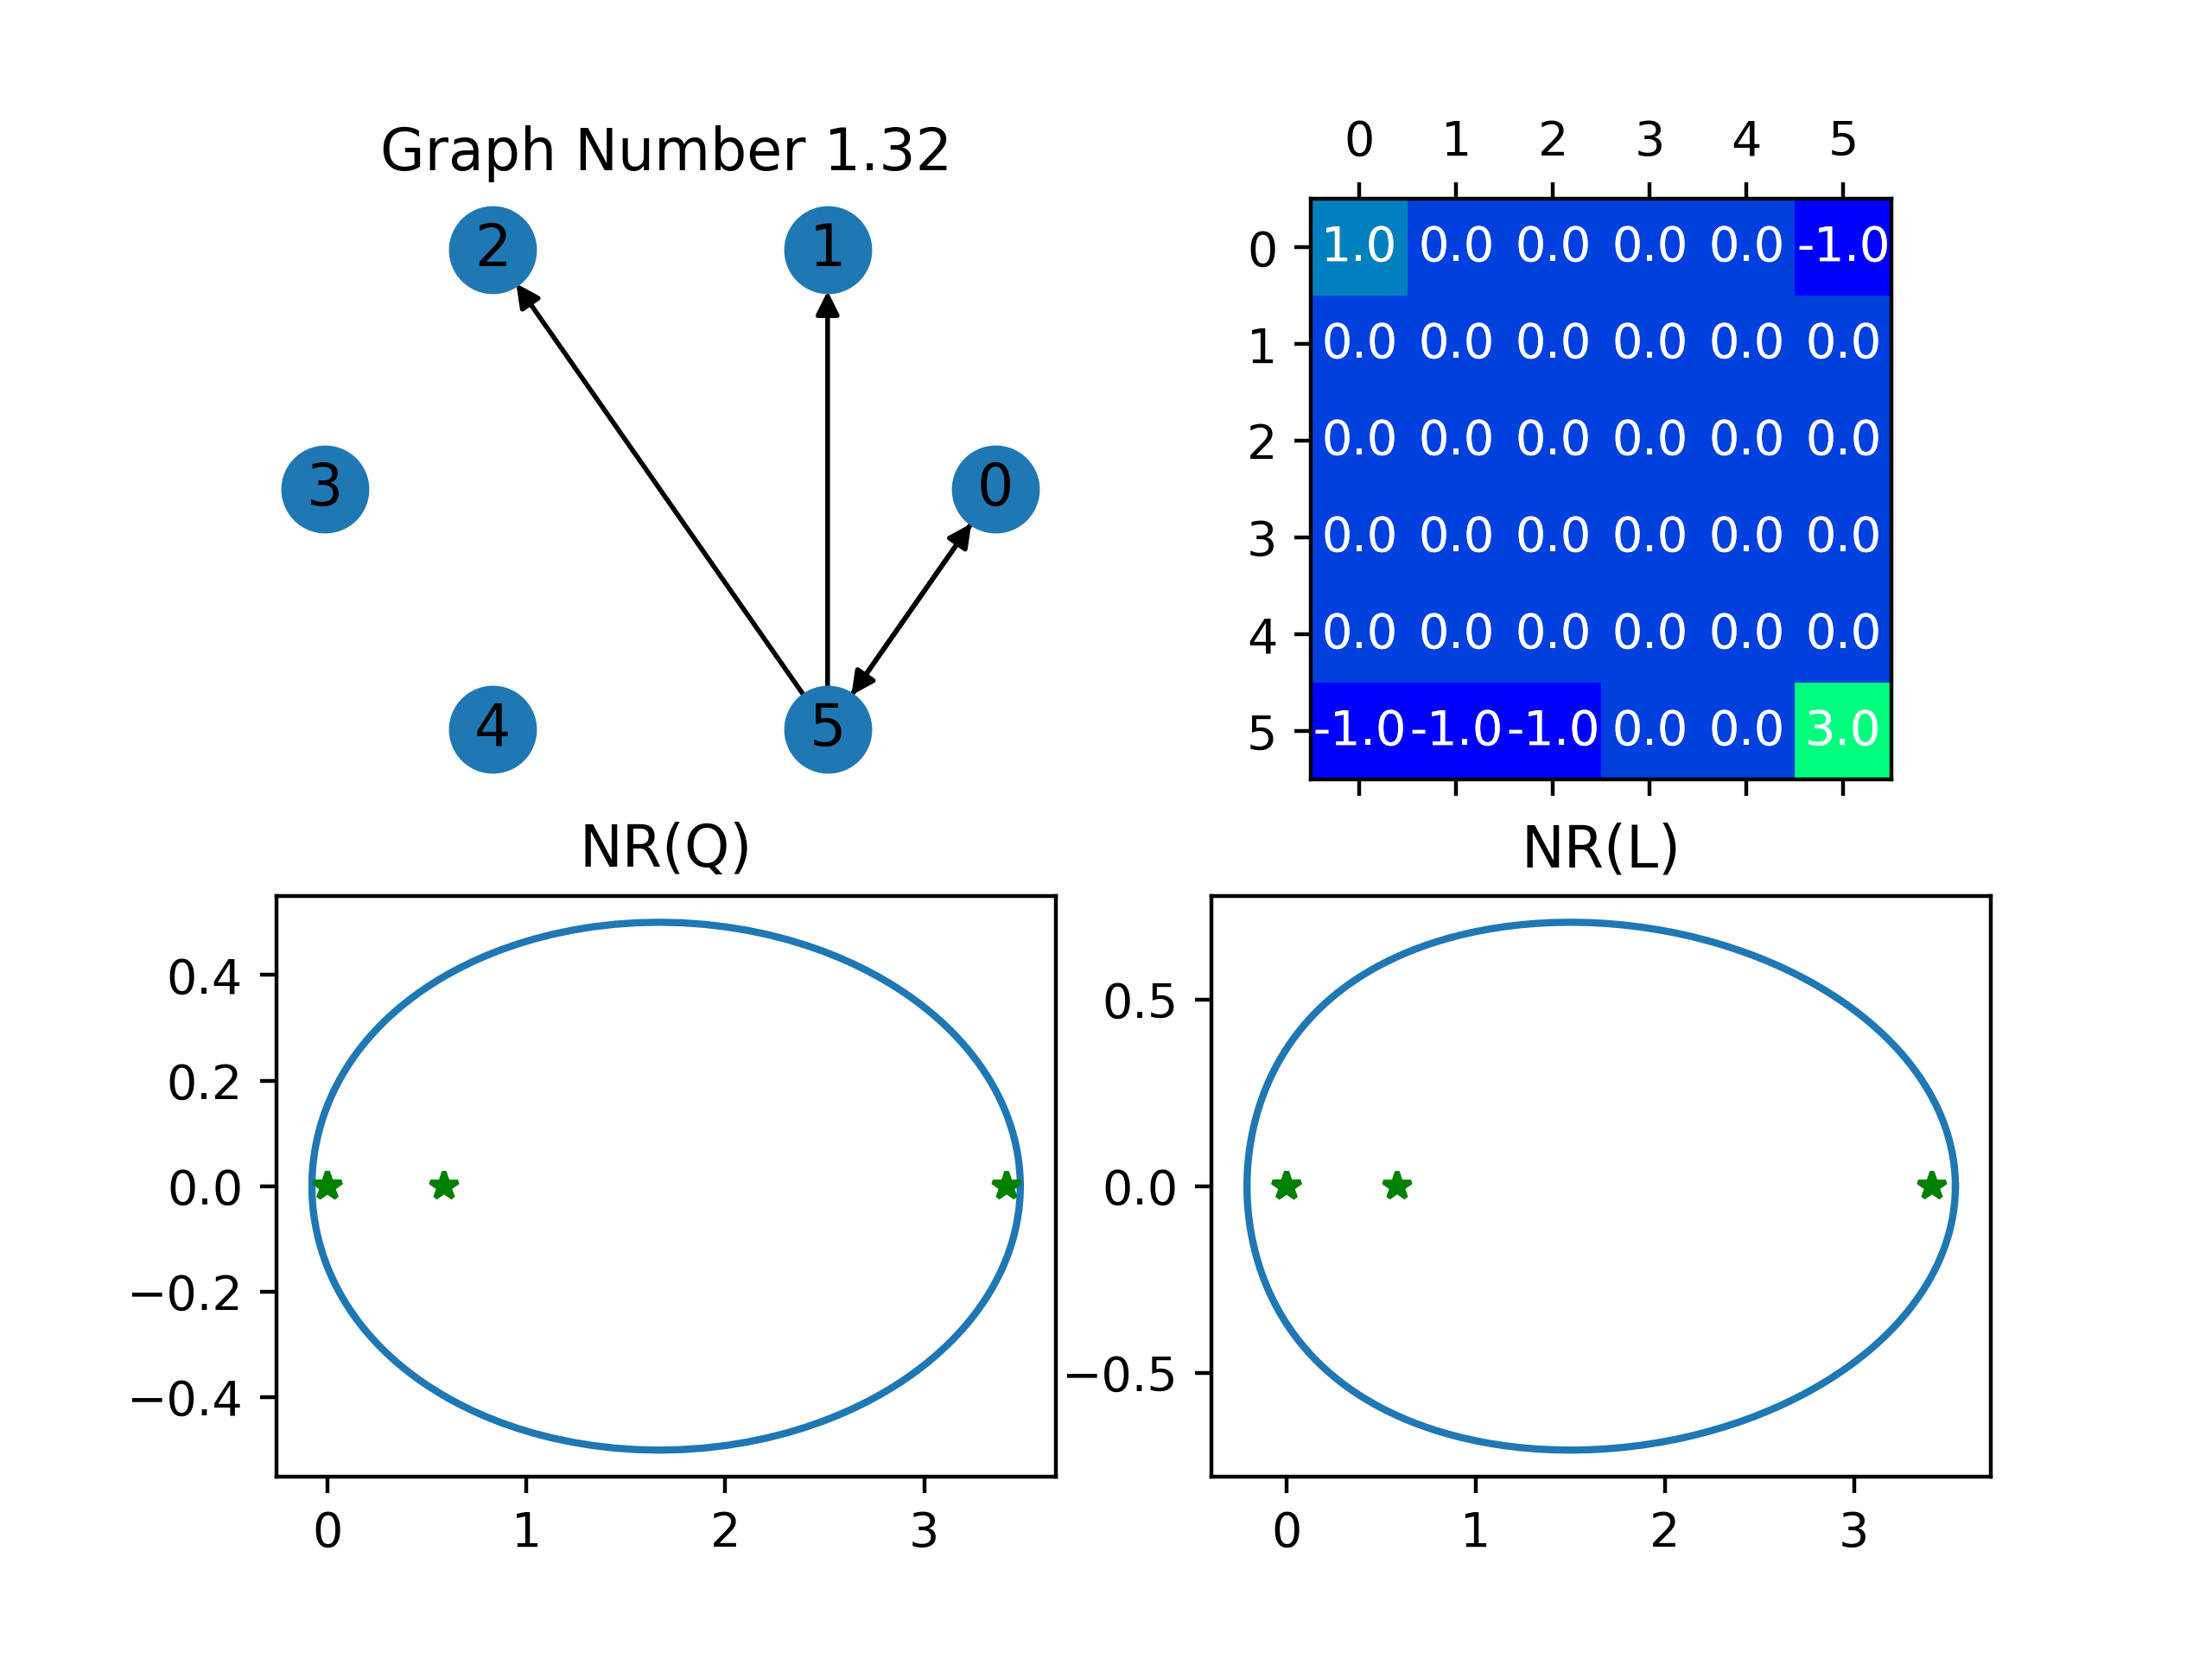 Graph Number 1.32
2 1
3 0
4 5
0 1 2 3 4 5
0 1.0 0.0 0.0 0.0 0.0 -1.0
1 0.0 0.0 0.0 0.0 0.0 0.0
2 0.0 0.0 0.0 0.0 0.0 0.0
3 0.0 0.0 0.0 0.0 0.0 0.0
4 0.0 0.0 0.0 0.0 0.0 0.0
5 -1.0 -1.0 -1.0 0.0 0.0 3.0
NR(Q)
0.4
0.2
0.0
−0.2
−0.4
0 1 2 3
NR(L)
0.5
0.0
−0.5
0 1 2 3